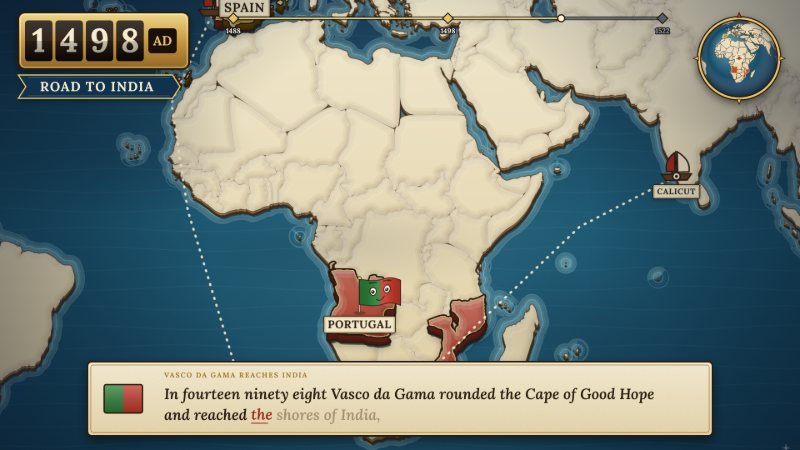 SPAIN
1498 AD
ROAD TO INDIA
1488
1498
1522
CALICUT
PORTUGAL
VASCO DA GAMA REACHES INDIA
In fourteen ninety eight Vasco da Gama rounded the Cape of Good Hope
and reached the shores of India,